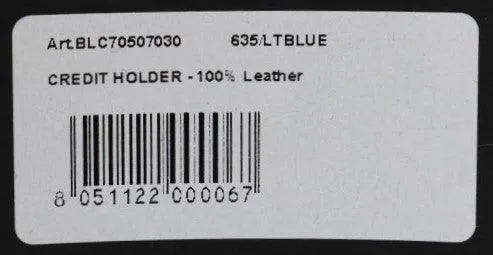 Art.BLC70507030 635/LTBLUE
CREDIT HOLDER - 100% Leather
8 051122 000067